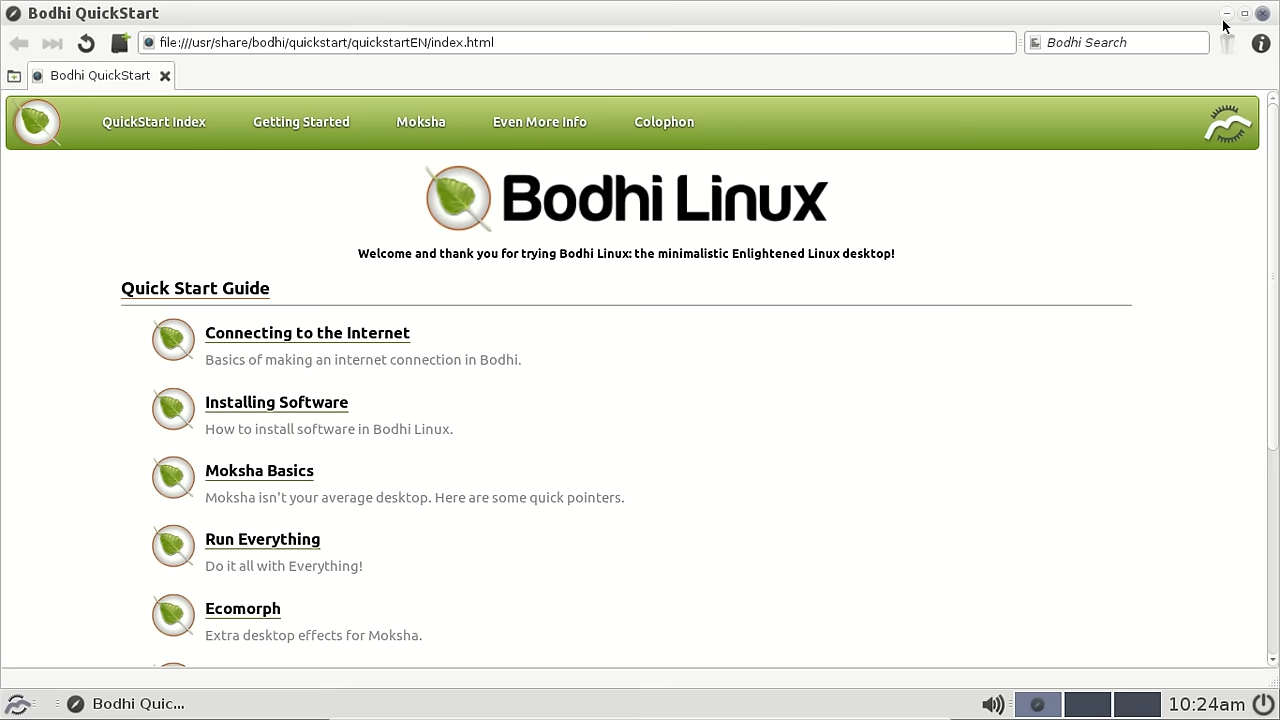 Bodhi QuickStart
file:///usr/share/bodhi/quickstart/quickstartEN/index.html
Bodhi Search
Bodhi QuickStart
QuickStart Index Getting Started Moksha Even More Info Colophon
Bodhi Linux
Welcome and thank you for trying Bodhi Linux: the minimalistic Enlightened Linux desktop!
Quick Start Guide
Connecting to the Internet
Basics of making an internet connection in Bodhi.
Installing Software
How to install software in Bodhi Linux.
Moksha Basics
Moksha isn't your average desktop. Here are some quick pointers.
Run Everything
Do it all with Everything!
Ecomorph
Extra desktop effects for Moksha.
Bodhi Quic...
10:24am